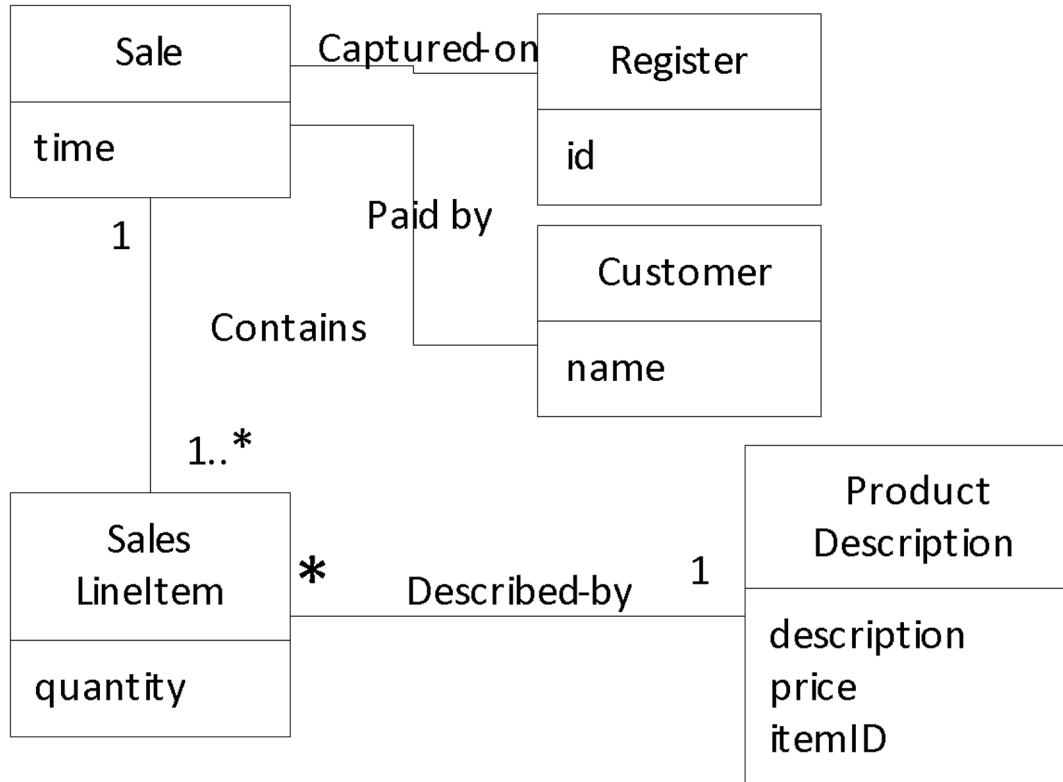 Sale
time
Captured-on
Register
id
Paid by
Customer
name
1
Contains
1..*
Sales
LineItem
quantity
*
Described-by
1
Product
Description
description
price
itemID